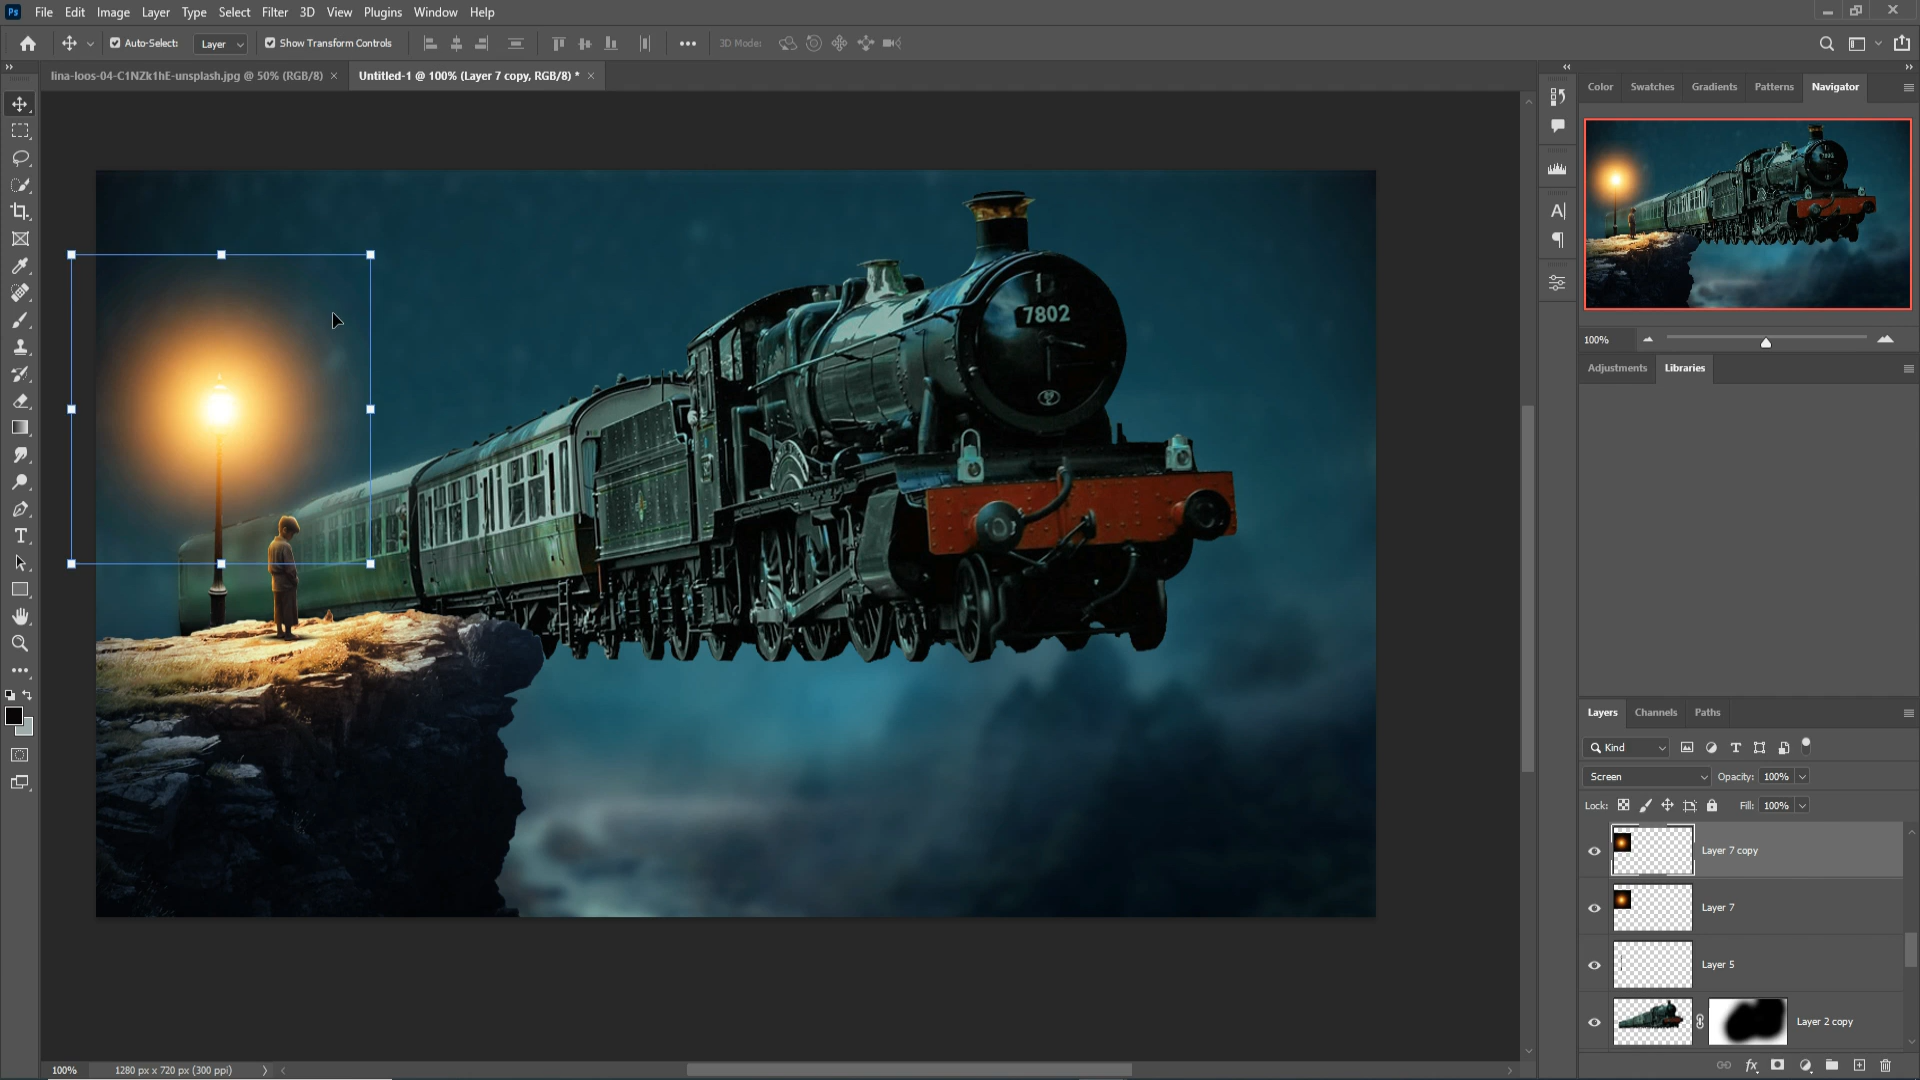 Ps File Edit Image Layer Type Select Filter 3D View Plugins Window Help
Auto-Select: Layer Show Transform Controls 3D Mode:
lina-loos-04-C1NZk1hE-unsplash.jpg @ 50% (RGB/8) × Untitled-1 @ 100% (Layer 7 copy, RGB/8) * ×
Color Swatches Gradients Patterns Navigator
7802
100%
Adjustments Libraries
Layers Channels Paths
Kind
Screen Opacity: 100%
Lock: Fill: 100%
Layer 7 copy
Layer 7
Layer 5
Layer 2 copy
100% 1280 px x 720 px (300 ppi)